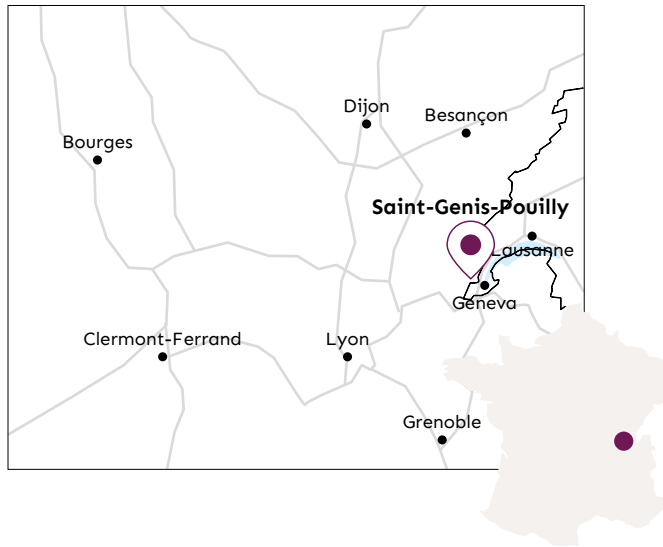 Dijon
Besançon
Bourges
Saint-Genis-Pouilly
Lausanne
Geneva
Clermont-Ferrand
Lyon
Grenoble